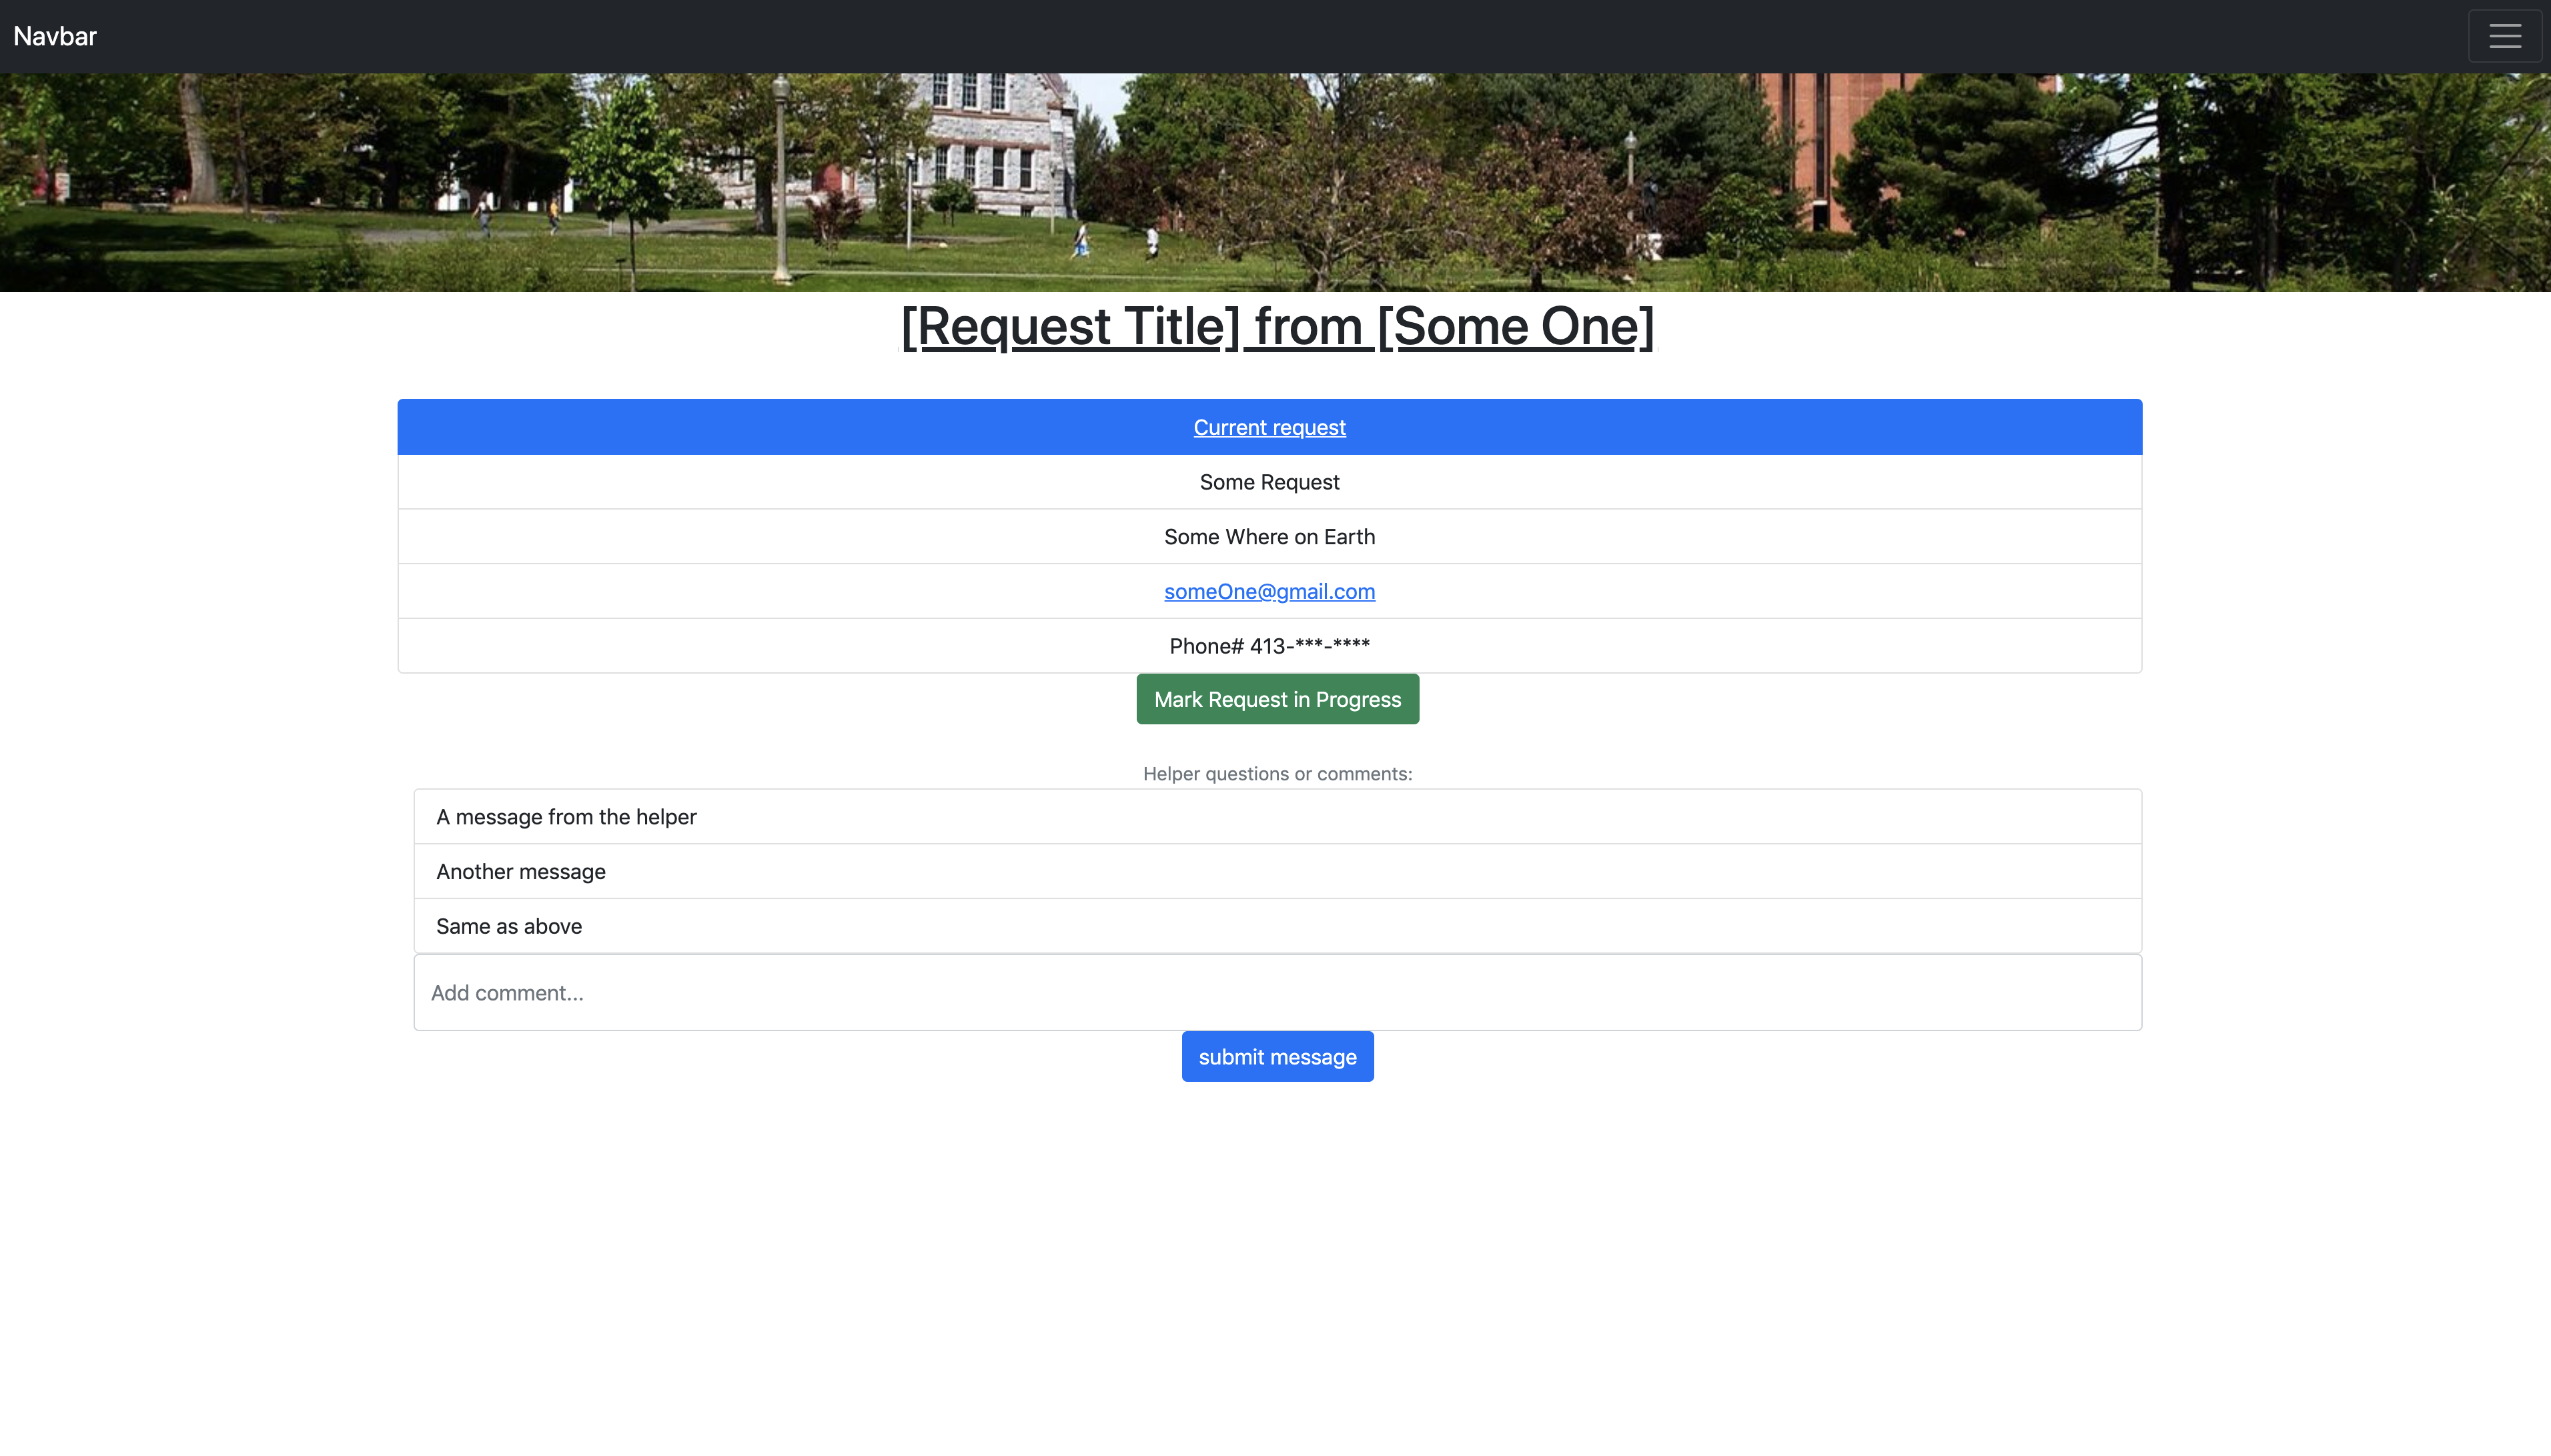 Navbar
[Request Title] from [Some One]
Current request
Some Request
Some Where on Earth
someOne@gmail.com
Phone# 413-***-****
Mark Request in Progress
Helper questions or comments:
A message from the helper
Another message
Same as above
Add comment...
submit message